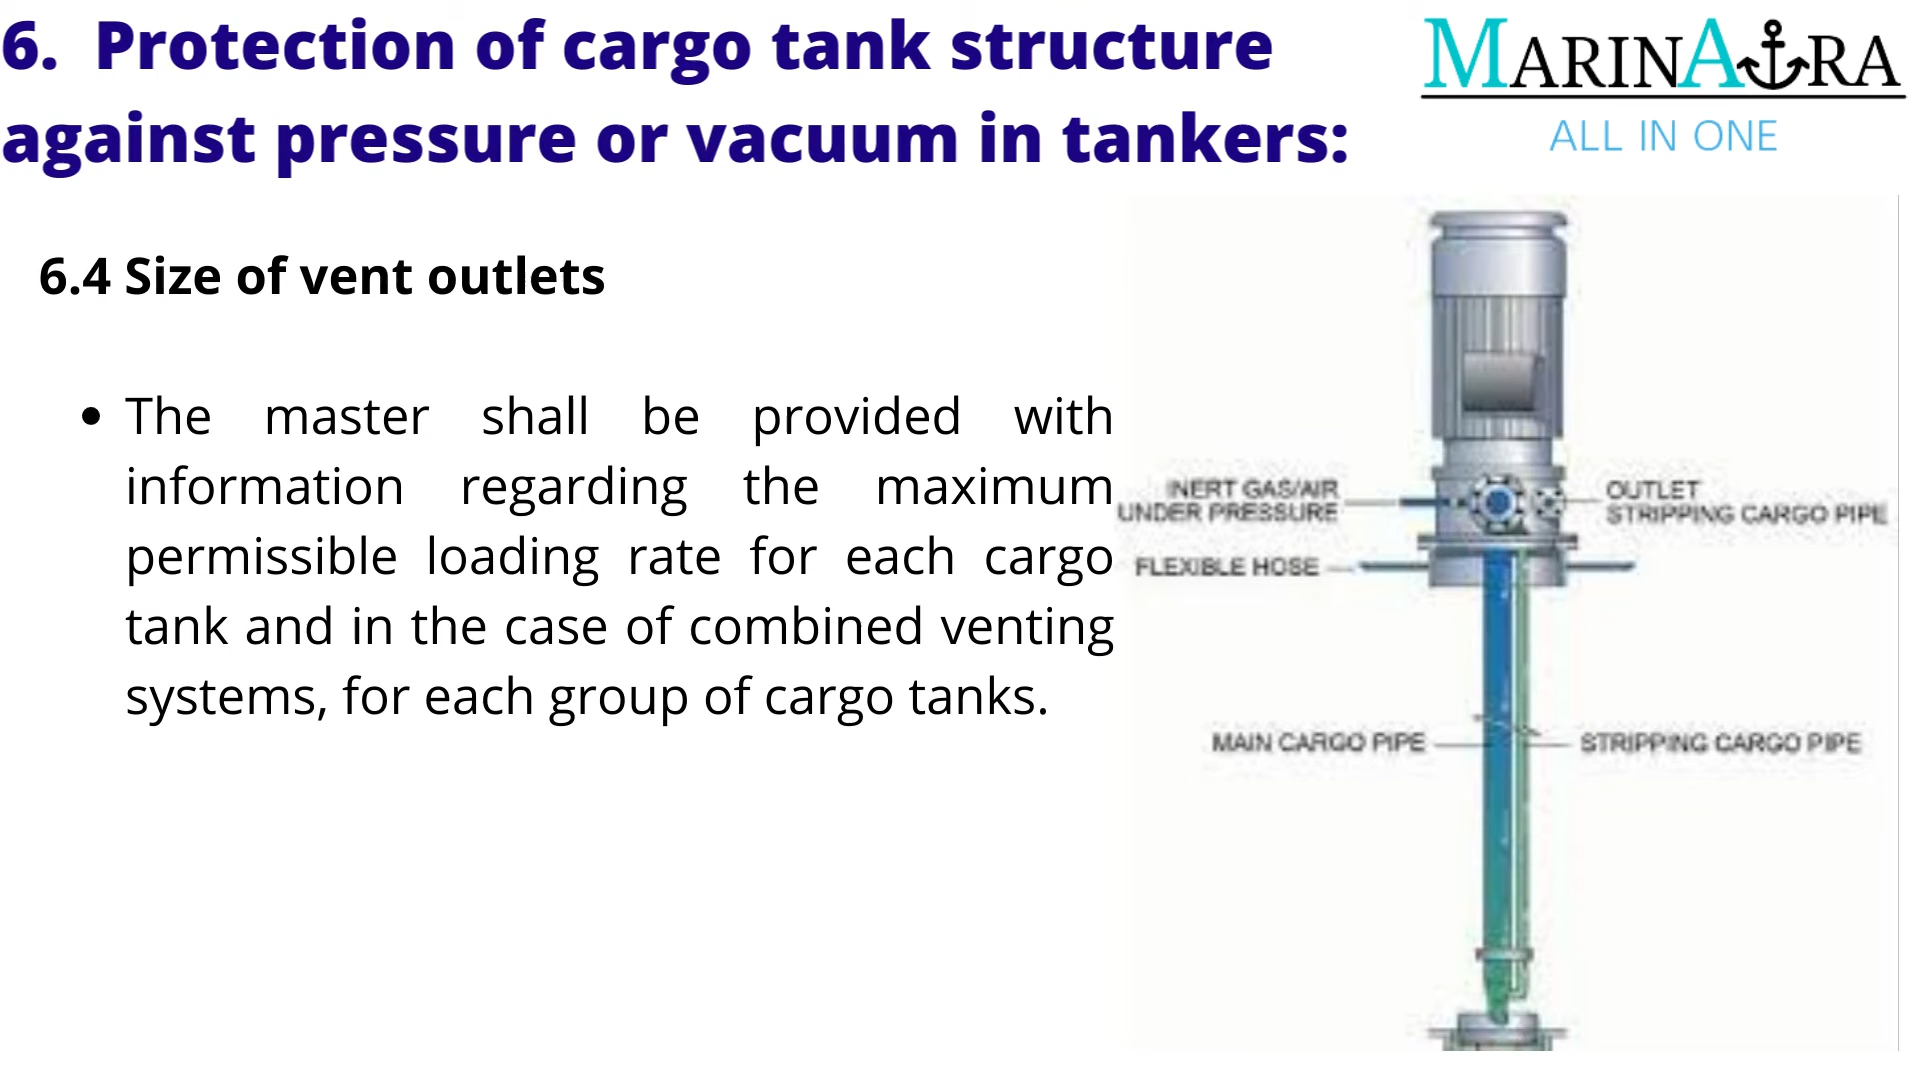 6. Protection of cargo tank structure
against pressure or vacuum in tankers:
MARINAURA
ALL IN ONE
6.4 Size of vent outlets
• The master shall be provided with
information regarding the maximum
permissible loading rate for each cargo
tank and in the case of combined venting
systems, for each group of cargo tanks.
INERT GAS/AIR
UNDER PRESSURE
OUTLET
STRIPPING CARGO PIPE
FLEXIBLE HOSE
MAIN CARGO PIPE
STRIPPING CARGO PIPE